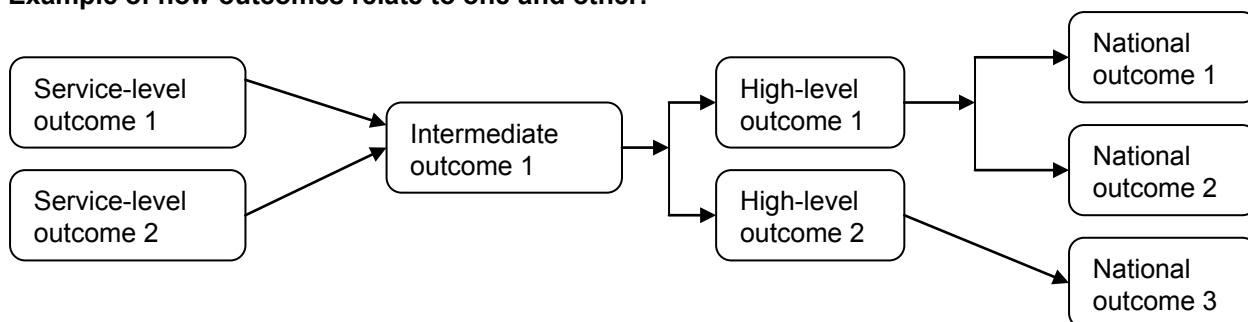 Example of how outcomes relate to one and other:
Service-level
outcome 1
Service-level
outcome 2
Intermediate
outcome 1
High-level
outcome 1
High-level
outcome 2
National
outcome 1
National
outcome 2
National
outcome 3